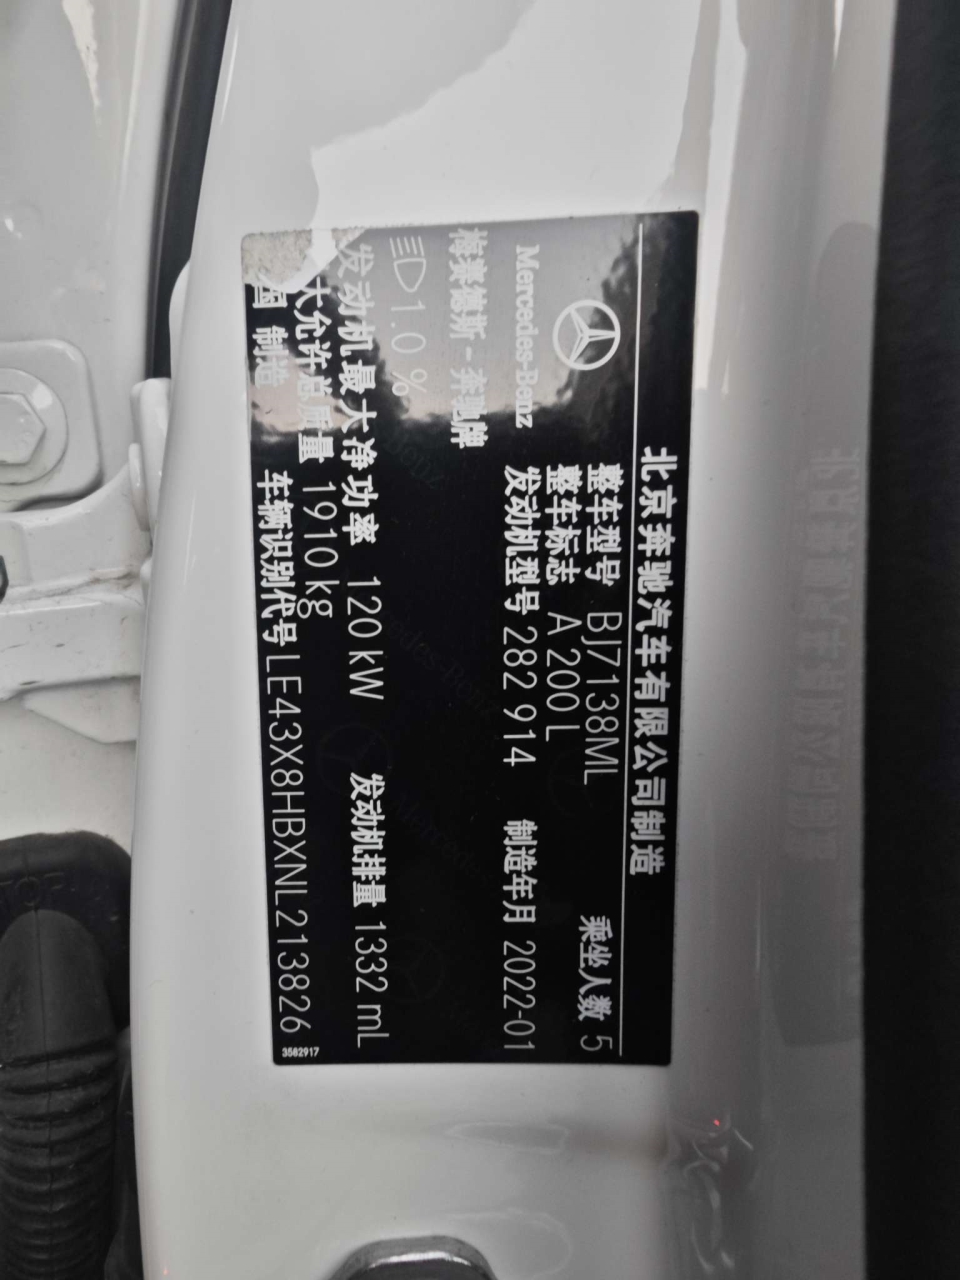 北京奔驰汽车有限公司制造
Mercedes-Benz
梅赛德斯-奔驰牌
整车型号 BJ7138ML 乘坐人数 5
整车标志 A 200 L
发动机型号 282 914 制造年月 2022-01
1.0 %
发动机最大净功率 120 kW 发动机排量 1332 mL
大允许总质量 1910 kg
国 制造 车辆识别代号 LE43X8HBXNL213826
3582917